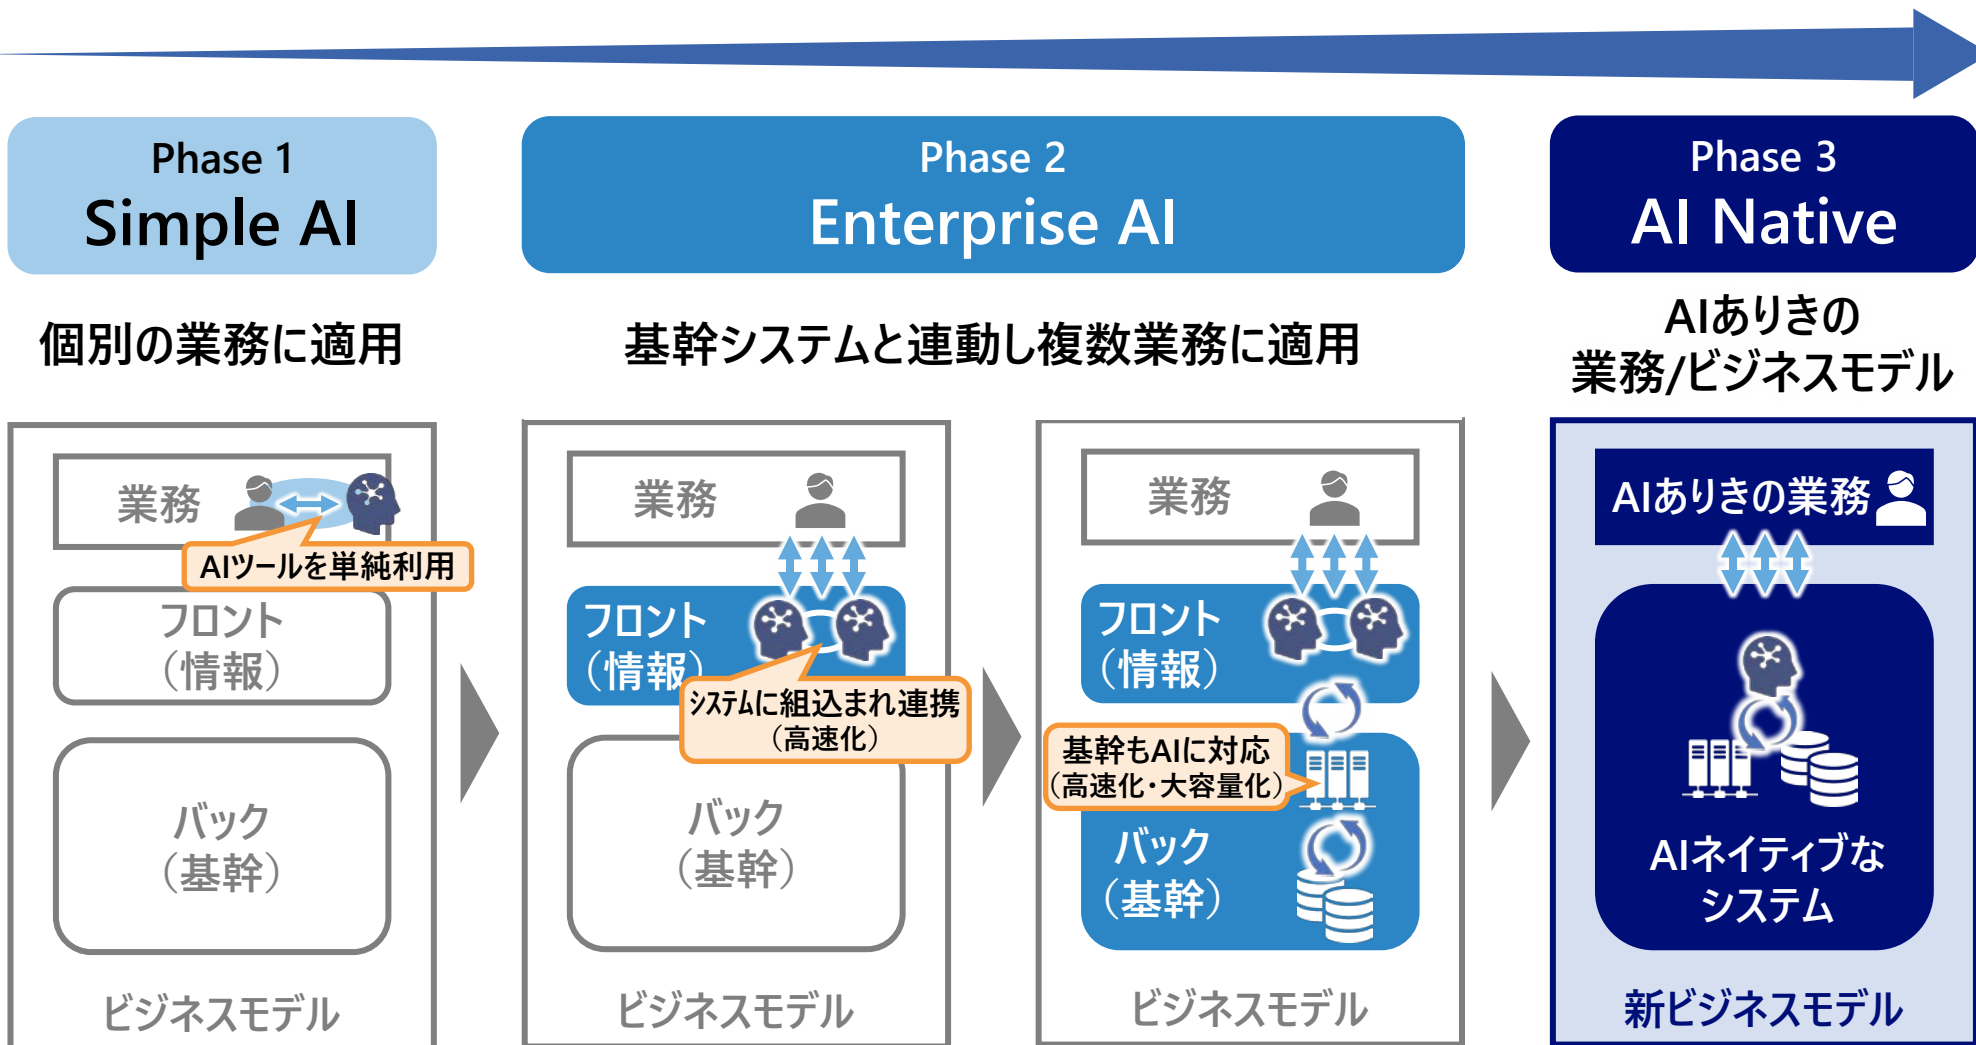 Phase 1
Simple AI
個別の業務に適用
業務
AIツールを単純利用
フロント
（情報）
バック
（基幹）
ビジネスモデル
Phase 2
Enterprise AI
基幹システムと連動し複数業務に適用
業務
フロント
（情報）
システムに組込まれ連携
（高速化）
バック
（基幹）
ビジネスモデル
業務
フロント
（情報）
基幹もAIに対応
（高速化・大容量化）
バック
（基幹）
ビジネスモデル
Phase 3
AI Native
AIありきの
業務/ビジネスモデル
AIありきの業務
AIネイティブな
システム
新ビジネスモデル